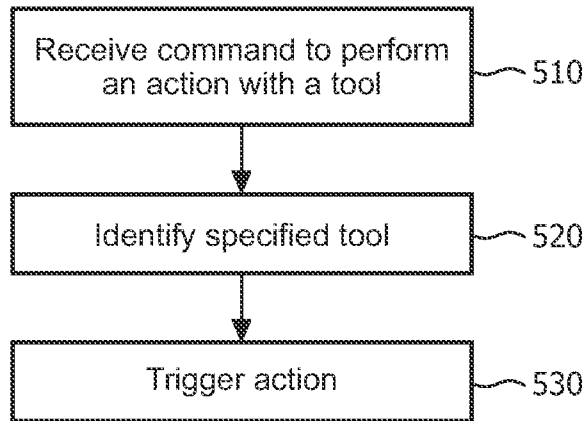 Receive command to perform
an action with a tool
510
Identify specified tool
520
Trigger action
530